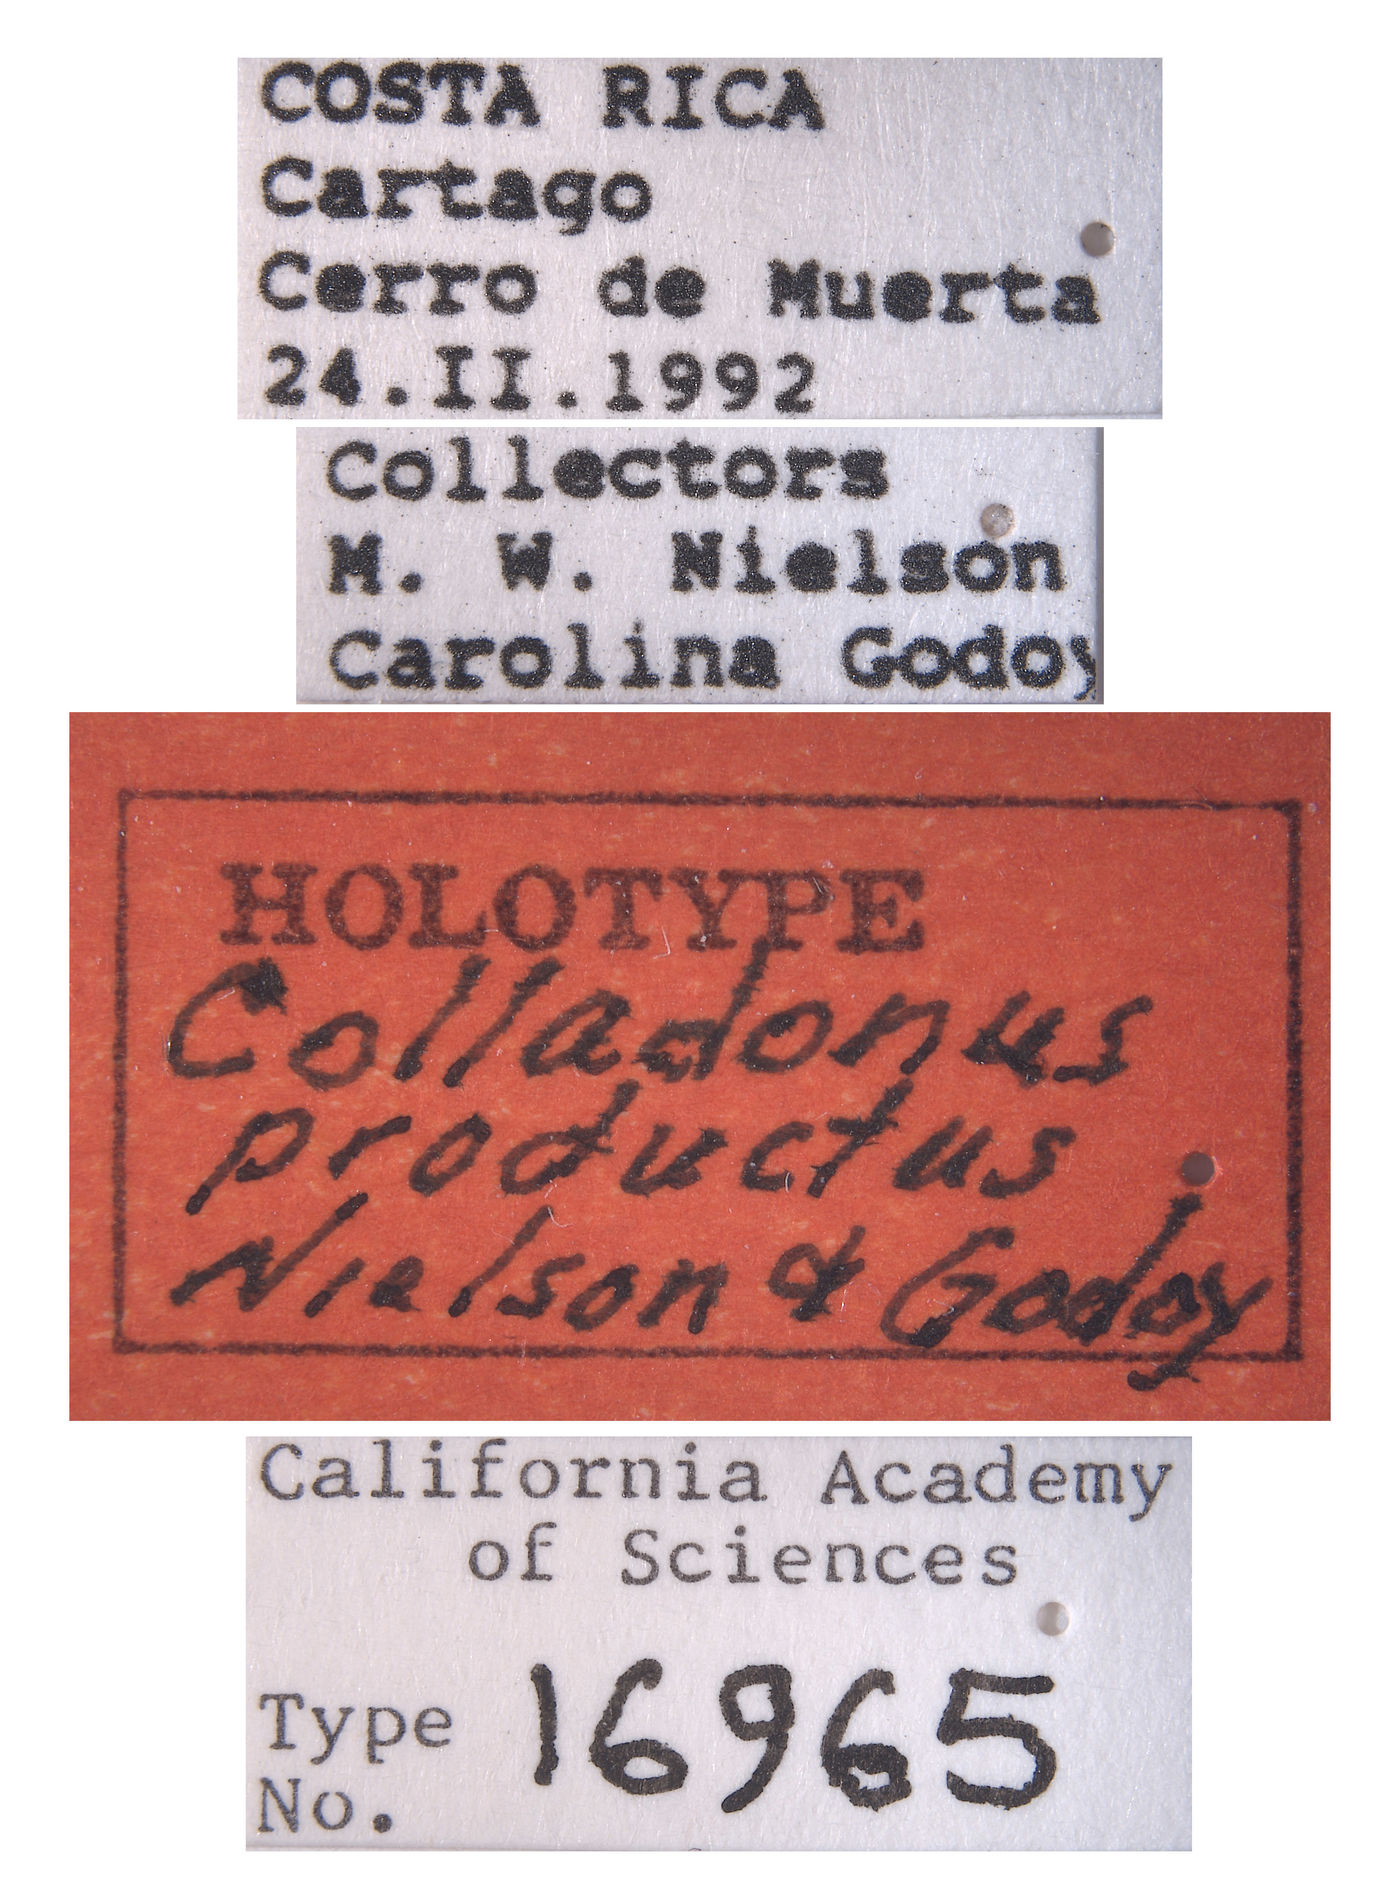 COSTA RICA
Cartago
Cerro de Muerta
24.II.1992
Collectors
M. W. Nielson
Carolina Godoy
HOLOTYPE
Colladonus
productus
Nielson & Godoy
California Academy
of Sciences
Type
No. 16965